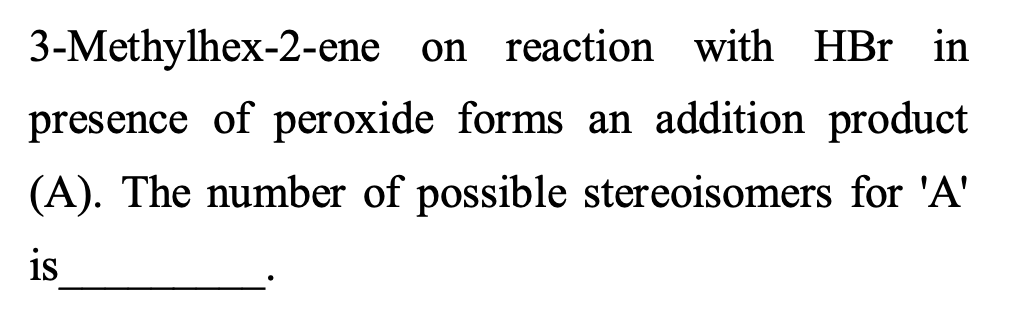 3-Methylhex-2-ene on reaction with HBr in
presence of peroxide forms an addition product
(A). The number of possible stereoisomers for 'A'
is_________.